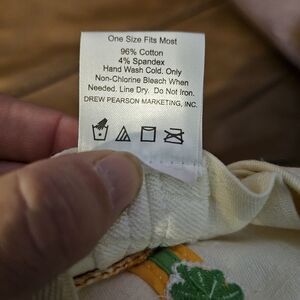 One Size Fits Most
96% Cotton
4% Spandex
Hand Wash Cold. Only
Non-Chlorine Bleach When
Needed. Line Dry. Do Not Iron.
DREW PEARSON MARKETING, INC.